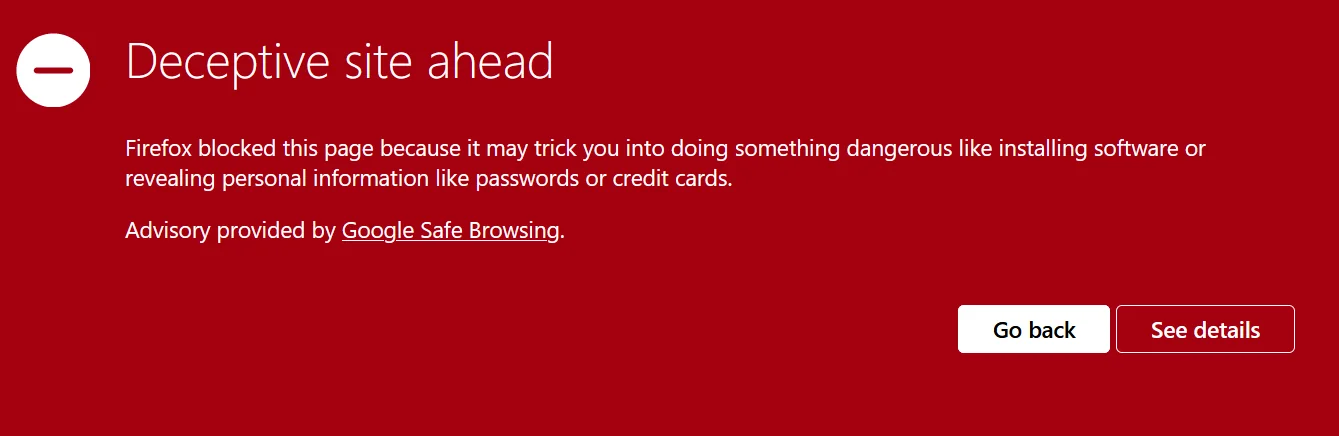 Deceptive site ahead
Firefox blocked this page because it may trick you into doing something dangerous like installing software or
revealing personal information like passwords or credit cards.
Advisory provided by Google Safe Browsing.
Go back
See details